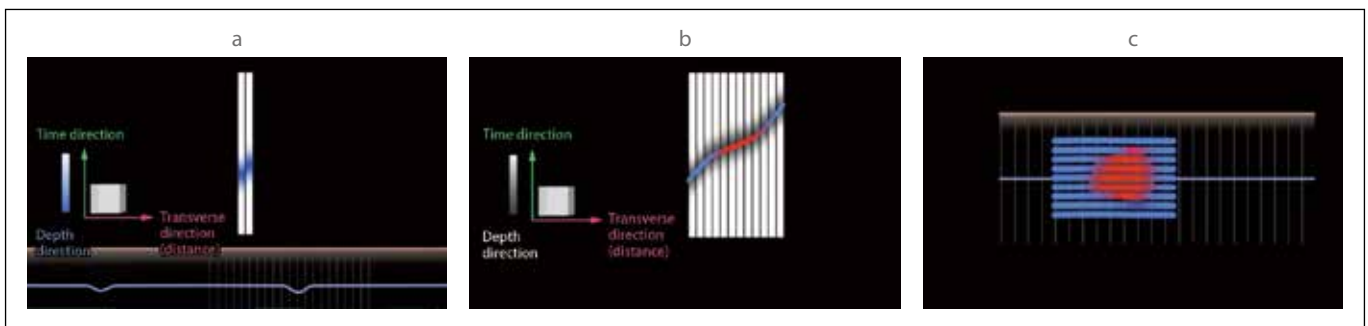 a
b
c
Time direction
Depth
direction
Transverse
direction
(distance)
Time direction
Depth
direction
Transverse
direction
(distance)